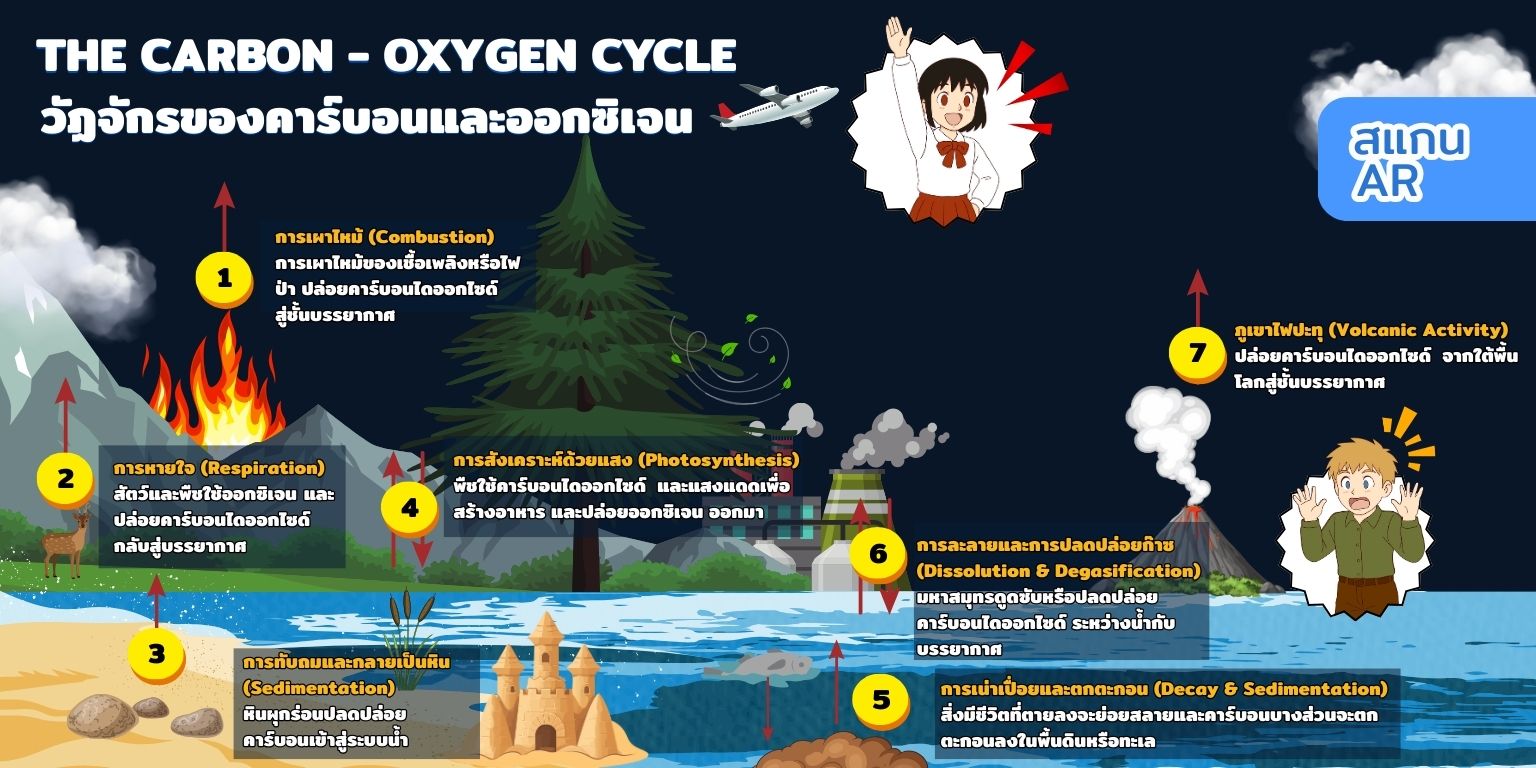 THE CARBON - OXYGEN CYCLE
วัฏจักรของคาร์บอนและออกซิเจน
สแกน
AR
1
การเผาไหม้ (Combustion)
การเผาไหม้ของเชื้อเพลิงหรือไฟ
ป่า ปล่อยคาร์บอนไดออกไซด์
สู่ชั้นบรรยากาศ
2
การหายใจ (Respiration)
สัตว์และพืชใช้ออกซิเจน และ
ปล่อยคาร์บอนไดออกไซด์
กลับสู่บรรยากาศ
3
การทับถมและกลายเป็นหิน
(Sedimentation)
หินผุกร่อนปลดปล่อย
คาร์บอนเข้าสู่ระบบน้ำ
4
การสังเคราะห์ด้วยแสง (Photosynthesis)
พืชใช้คาร์บอนไดออกไซด์ และแสงแดดเพื่อ
สร้างอาหาร และปล่อยออกซิเจน ออกมา
5
การเน่าเปื่อยและตกตะกอน (Decay & Sedimentation)
สิ่งมีชีวิตที่ตายลงจะย่อยสลายและคาร์บอนบางส่วนจะตก
ตะกอนลงในพื้นดินหรือทะเล
6
การละลายและการปลดปล่อยก๊าซ
(Dissolution & Degasification)
มหาสมุทรดูดซับหรือปลดปล่อย
คาร์บอนไดออกไซด์ ระหว่างน้ำกับ
บรรยากาศ
7
ภูเขาไฟปะทุ (Volcanic Activity)
ปล่อยคาร์บอนไดออกไซด์ จากใต้พื้น
โลกสู่ชั้นบรรยากาศ